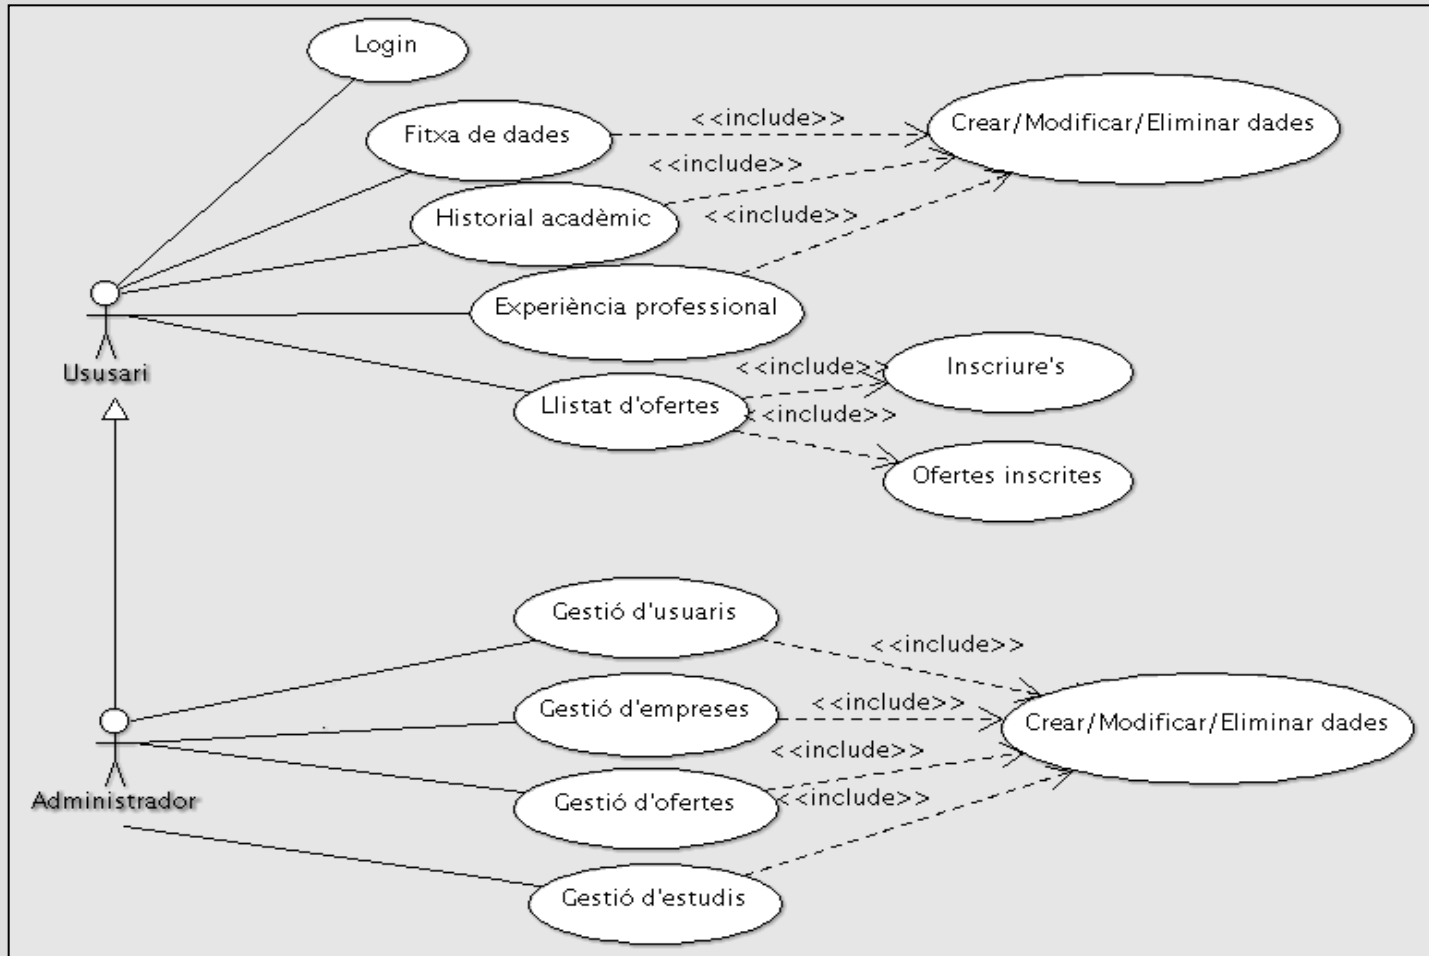 Login
Fitxa de dades
<<include>>
Crear/Modificar/Eliminar dades
<<include>>
Historial acadèmic
<<include>>
Experiència professional
Ususari
<<include>>
Inscriure's
Llistat d'ofertes
<<include>>
Ofertes inscrites
Gestió d'usuaris
<<include>>
Gestió d'empreses
<<include>>
Crear/Modificar/Eliminar dades
<<include>>
Administrador
Gestió d'ofertes
<<include>>
Gestió d'estudis